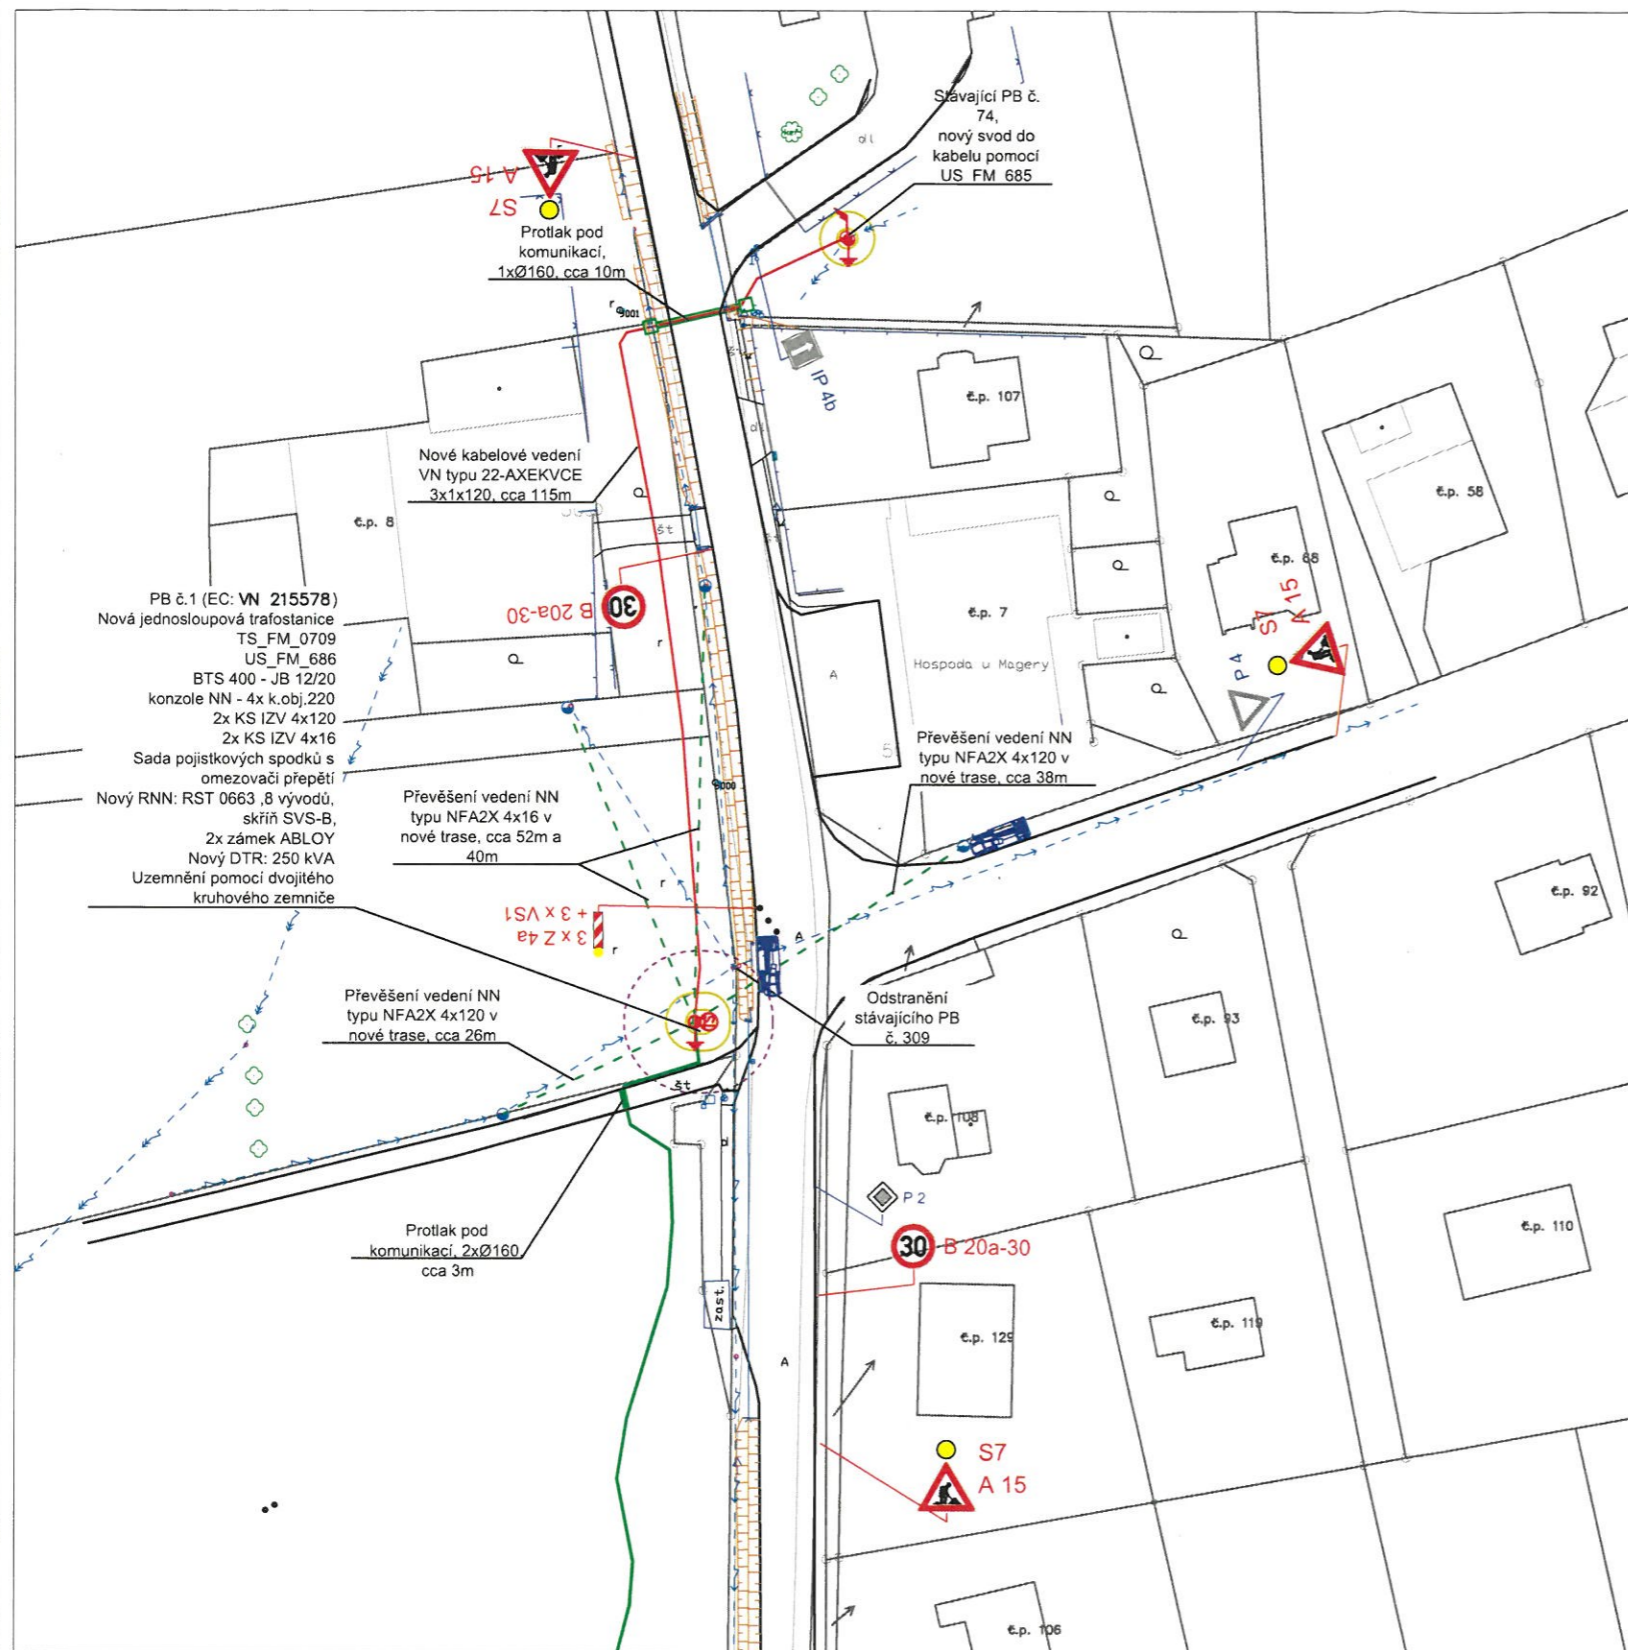 Stávající PB č.
74,
nový svod do
kabelu pomocí
US_FM_685
A 15
S7
Protlak pod
komunikací,
1xØ160, cca 10m
r
9001
IP 4b
č.p. 107
Nové kabelové vedení
VN typu 22-AXEKVCE
3x1x120, cca 115m
č.p. 8
št
č.p. 58
č.p. 68
PB č.1 (EC: VN 215578)
Nová jednosloupová trafostanice
TS_FM_0709
US_FM_686
BTS 400 - JB 12/20
konzole NN - 4x k.obj.220
2x KS IZV 4x120
2x KS IZV 4x16
Sada pojistkových spodků s
omezovači přepětí
Nový RNN: RST 0663 ,8 vývodů,
skříň SVS-B,
2x zámek ABLOY
Nový DTR: 250 kVA
Uzemnění pomocí dvojitého
kruhového zemniče
B 20a-30
30
r
č.p. 7
Hospoda u Magery
A
S7
A 15
P 4
Převěšení vedení NN
typu NFA2X 4x120 v
nové trase, cca 38m
9000
Převěšení vedení NN
typu NFA2X 4x16 v
nové trase, cca 52m a
40m
r
3 x Z 4a
+ 3 x VS1
r
A
č.p. 92
Převěšení vedení NN
typu NFA2X 4x120 v
nové trase, cca 26m
Odstranění
stávajícího PB
č. 309
č.p. 93
št
č.p. 108
P 2
Protlak pod
komunikací, 2xØ160,
cca 3m
30
B 20a-30
č.p. 110
zast.
č.p. 129
č.p. 119
A
S7
A 15
č.p. 106